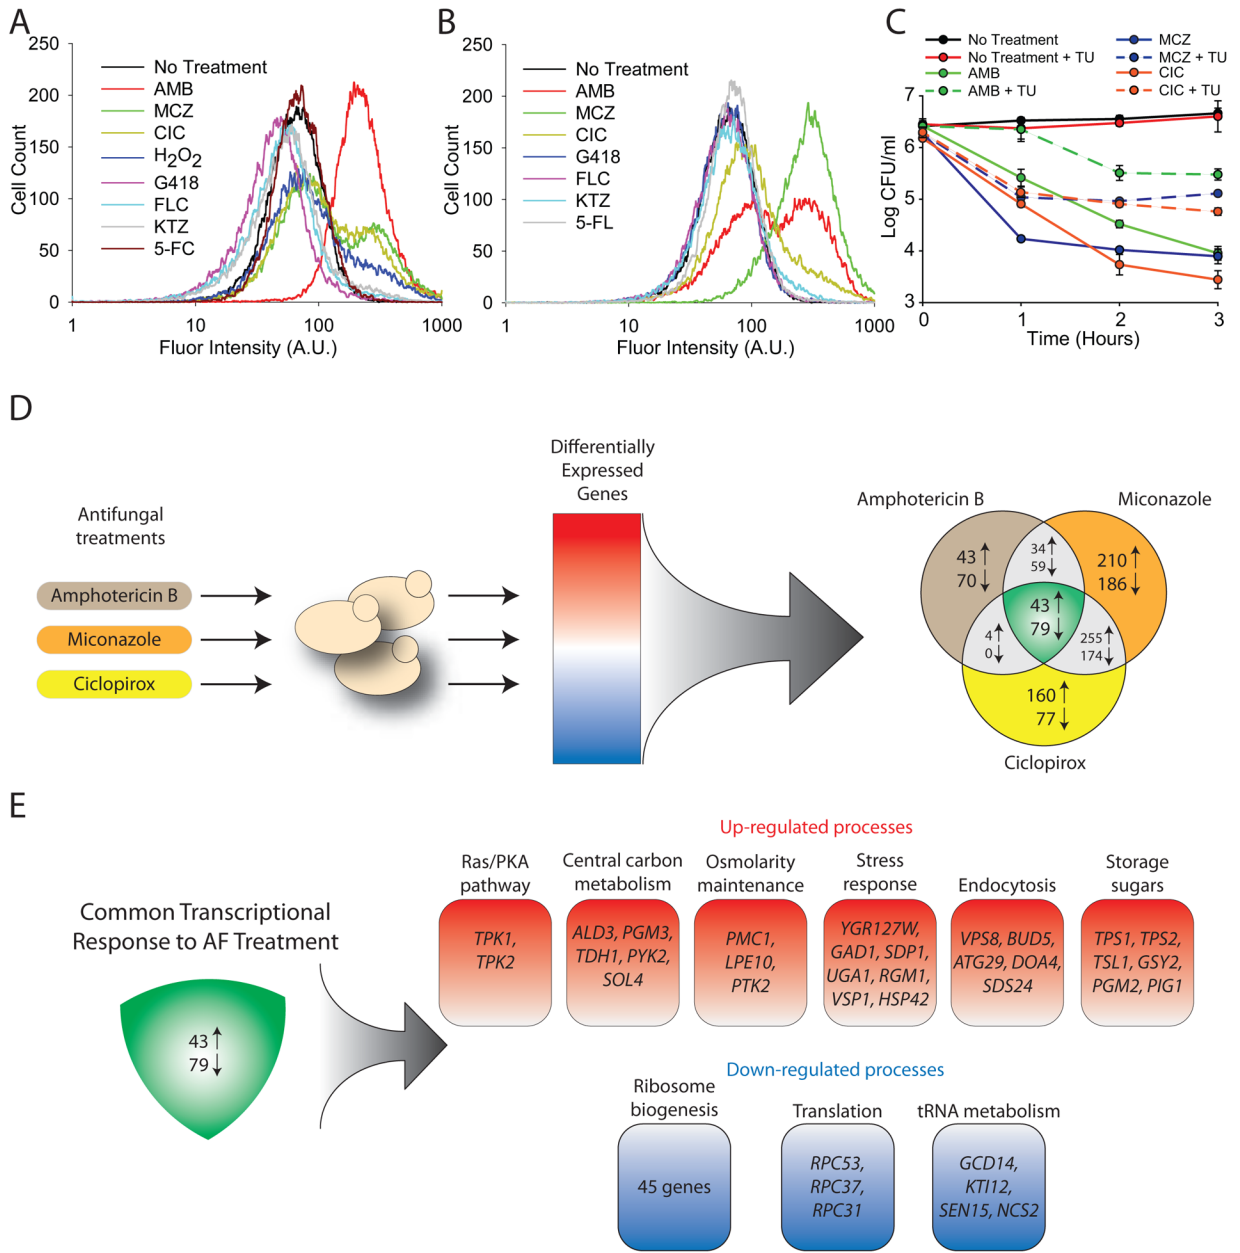 A
250
200
150
100
50
0
Cell Count
No Treatment
AMB
MCZ
CIC
H2O2
G418
FLC
KTZ
5-FC
1 10 100 1000
Fluor Intensity (A.U.)
B
250
200
150
100
50
0
Cell Count
No Treatment
AMB
MCZ
CIC
G418
FLC
KTZ
5-FL
1 10 100 1000
Fluor Intensity (A.U.)
C
No Treatment
No Treatment + TU
AMB
AMB + TU
MCZ
MCZ + TU
CIC
CIC + TU
7
6
5
4
3
Log CFU/ml
0 1 2 3
Time (Hours)
D
Antifungal
treatments
Amphotericin B
Miconazole
Ciclopirox
Differentially
Expressed
Genes
Amphotericin B
Miconazole
43↑
70↓
34↑
59↓
210↑
186↓
43↑
79↓
4↑
0↓
255↑
174↓
160↑
77↓
Ciclopirox
E
Common Transcriptional
Response to AF Treatment
43↑
79↓
Up-regulated processes
Ras/PKA
pathway
TPK1,
TPK2
Central carbon
metabolism
ALD3, PGM3,
TDH1, PYK2,
SOL4
Osmolarity
maintenance
PMC1,
LPE10,
PTK2
Stress
response
YGR127W,
GAD1, SDP1,
UGA1, RGM1,
VSP1, HSP42
Endocytosis
VPS8, BUD5,
ATG29, DOA4,
SDS24
Storage
sugars
TPS1, TPS2,
TSL1, GSY2,
PGM2, PIG1
Down-regulated processes
Ribosome
biogenesis
45 genes
Translation
RPC53,
RPC37,
RPC31
tRNA metabolism
GCD14,
KTI12,
SEN15, NCS2